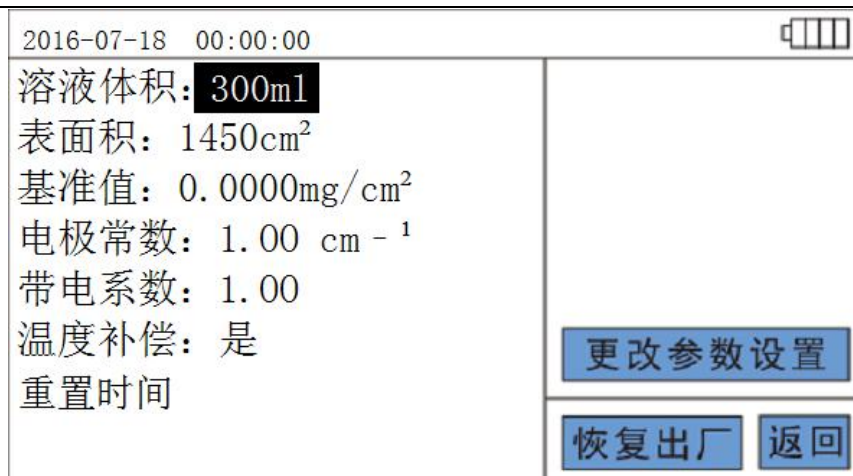 2016-07-18 00:00:00
溶液体积: 300ml
表面积: 1450cm²
基准值: 0.0000mg/cm²
电极常数: 1.00 cm-¹
带电系数: 1.00
温度补偿: 是
重置时间
更改参数设置
恢复出厂 返回